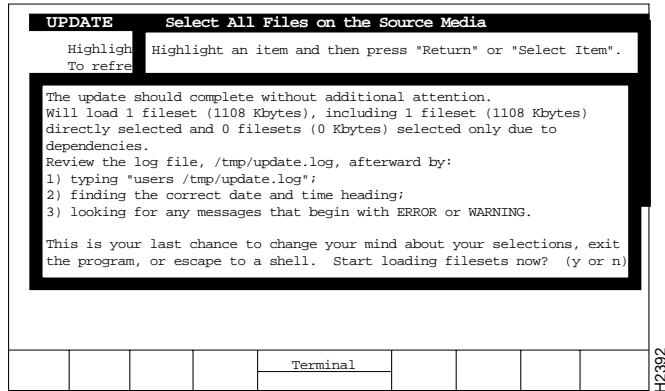 UPDATE Select All Files on the Source Media
Highligh
To refre
Highlight an item and then press "Return" or "Select Item".
The update should complete without additional attention.
Will load 1 fileset (1108 Kbytes), including 1 fileset (1108 Kbytes)
directly selected and 0 filesets (0 Kbytes) selected only due to
dependencies.
Review the log file, /tmp/update.log, afterward by:
1) typing "users /tmp/update.log";
2) finding the correct date and time heading;
3) looking for any messages that begin with ERROR or WARNING.
This is your last chance to change your mind about your selections, exit
the program, or escape to a shell. Start loading filesets now? (y or n)
Terminal
H2392